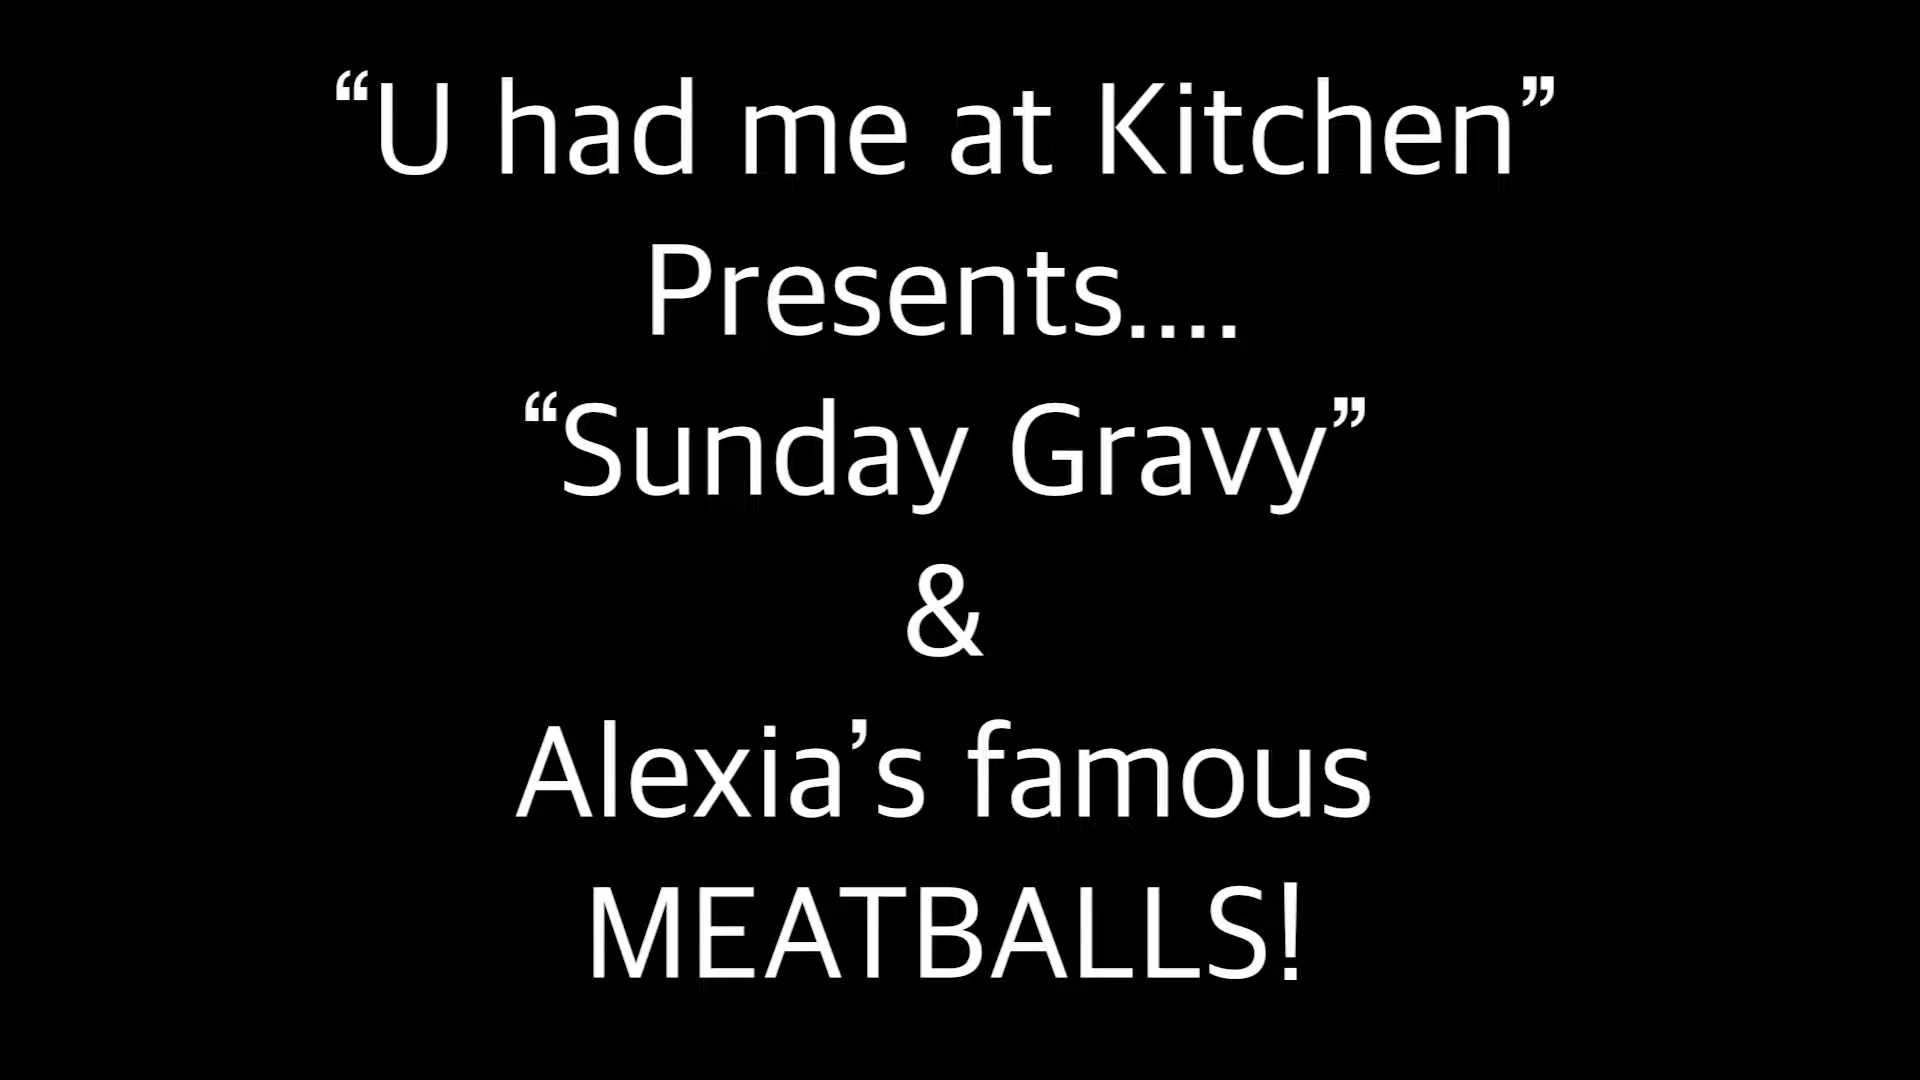 “U had me at Kitchen”
Presents....
“Sunday Gravy”
&
Alexia’s famous
MEATBALLS!